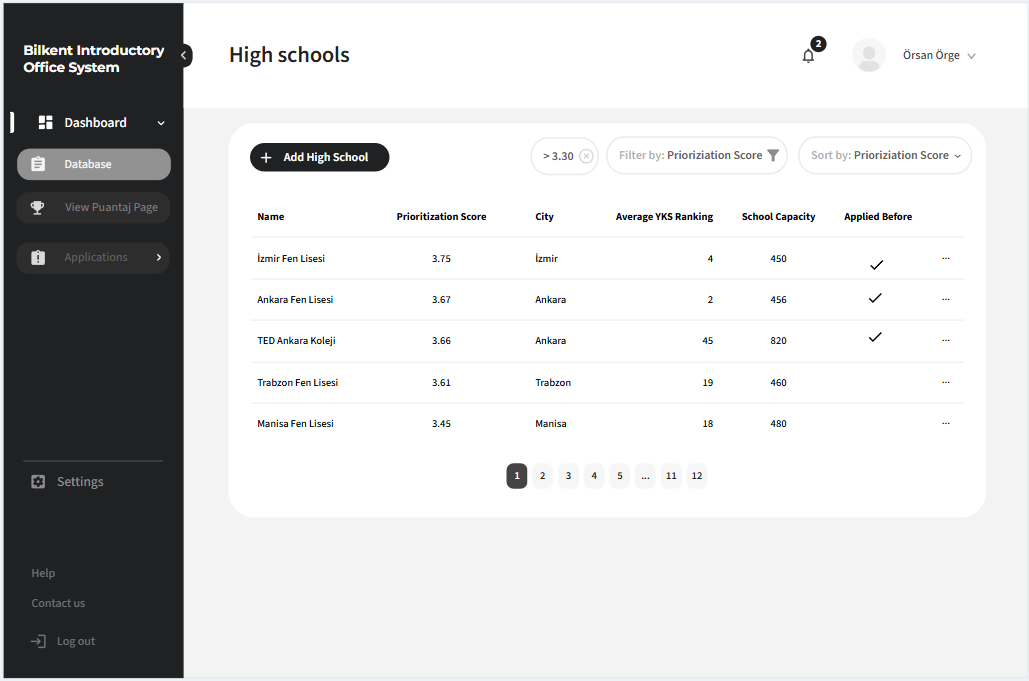 Bilkent Introductory
Office System
High schools
2
Örsan Örge
Dashboard
Database
View Puantaj Page
Applications
Settings
Help
Contact us
Log out
+ Add High School
> 3.30
Filter by: Prioriziation Score
Sort by: Prioriziation Score
Name Prioritization Score City Average YKS Ranking School Capacity Applied Before
İzmir Fen Lisesi 3.75 İzmir 4 450 ...
Ankara Fen Lisesi 3.67 Ankara 2 456 ...
TED Ankara Koleji 3.66 Ankara 45 820 ...
Trabzon Fen Lisesi 3.61 Trabzon 19 460 ...
Manisa Fen Lisesi 3.45 Manisa 18 480 ...
1 2 3 4 5 ... 11 12